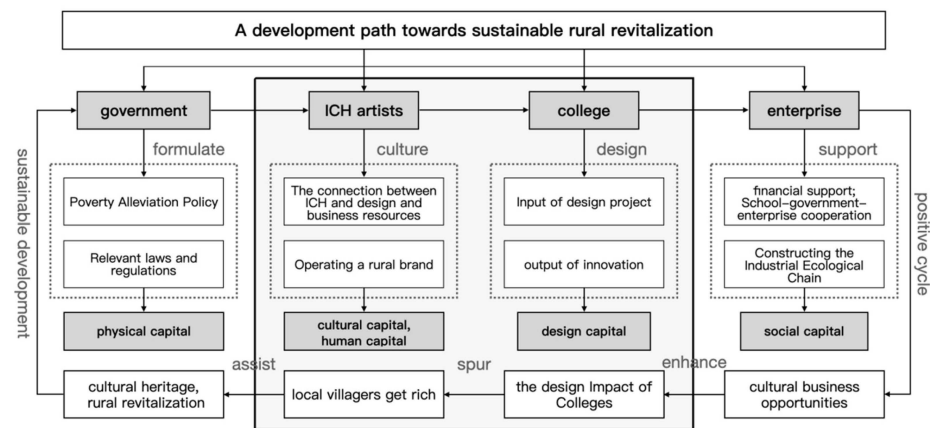 A development path towards sustainable rural revitalization
government
ICH artists
college
enterprise
formulate
culture
design
support
Poverty Alleviation Policy
The connection between
ICH and design and
business resources
Input of design project
financial support;
School-government-
enterprise cooperation
Relevant laws and
regulations
Operating a rural brand
output of innovation
Constructing the
Industrial Ecological
Chain
physical capital
cultural capital,
human capital
design capital
social capital
assist
spur
enhance
cultural heritage,
rural revitalization
local villagers get rich
the design Impact of
Colleges
cultural business
opportunities
sustainable development
positive cycle